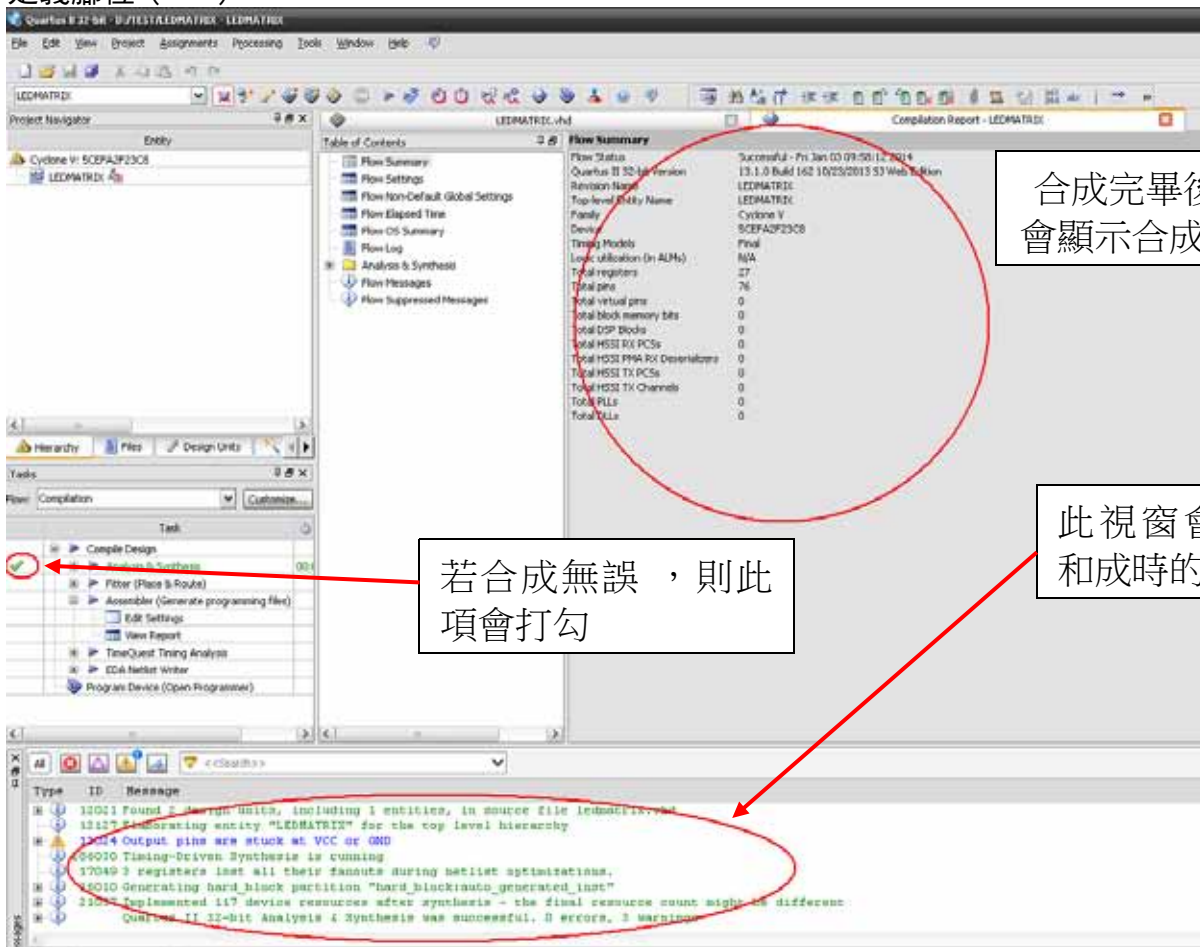 Quartus II 32-bit - D:/TEST/LEDMATRIX - LEDMATRIX
File Edit View Project Assignments Processing Tools Window Help
LEDMATRIX
Project Navigator
Entity
Cyclone V: 5CEFA2F23C8
LEDMATRIX
Hierarchy Files Design Units
Tasks
Flow: Compilation Customize...
Task
Compile Design
Analysis & Synthesis 00:
Fitter (Place & Route)
Assembler (Generate programming files)
Edit Settings
View Report
TimeQuest Timing Analysis
EDA Netlist Writer
Program Device (Open Programmer)
LEDMATRIX.vhd
Compilation Report - LEDMATRIX
Table of Contents
Flow Summary
Flow Settings
Flow Non-Default Global Settings
Flow Elapsed Time
Flow OS Summary
Flow Log
Analysis & Synthesis
Flow Messages
Flow Suppressed Messages
Flow Summary
Flow Status Successful - Fri Jan 03 09:58:12 2014
Quartus II 32-bit Version 13.1.0 Build 162 10/23/2013 SJ Web Edition
Revision Name LEDMATRIX
Top-level Entity Name LEDMATRIX
Family Cyclone V
Device 5CEFA2F23C8
Timing Models Final
Logic utilization (in ALMs) N/A
Total registers 27
Total pins 76
Total virtual pins 0
Total block memory bits 0
Total DSP Blocks 0
Total HSSI RX PCSs 0
Total HSSI PMA RX Deserializers 0
Total HSSI TX PCSs 0
Total HSSI TX Channels 0
Total PLLs 0
Total DLLs 0
合成完畢後
會顯示合成
此視窗會
和成時的
若合成無誤 ，則此
項會打勾
All <<Search>>
Type ID Message
12021 Found 2 design units, including 1 entities, in source file ledmatrix.vhd
12127 Elaborating entity "LEDMATRIX" for the top level hierarchy
13024 Output pins are stuck at VCC or GND
286030 Timing-Driven Synthesis is running
17049 3 registers lost all their fanouts during netlist optimizations.
16010 Generating hard_block partition "hard_block:auto_generated_inst"
21057 Implemented 117 device resources after synthesis - the final resource count might be different
Quartus II 32-bit Analysis & Synthesis was successful. 0 errors, 3 warnings